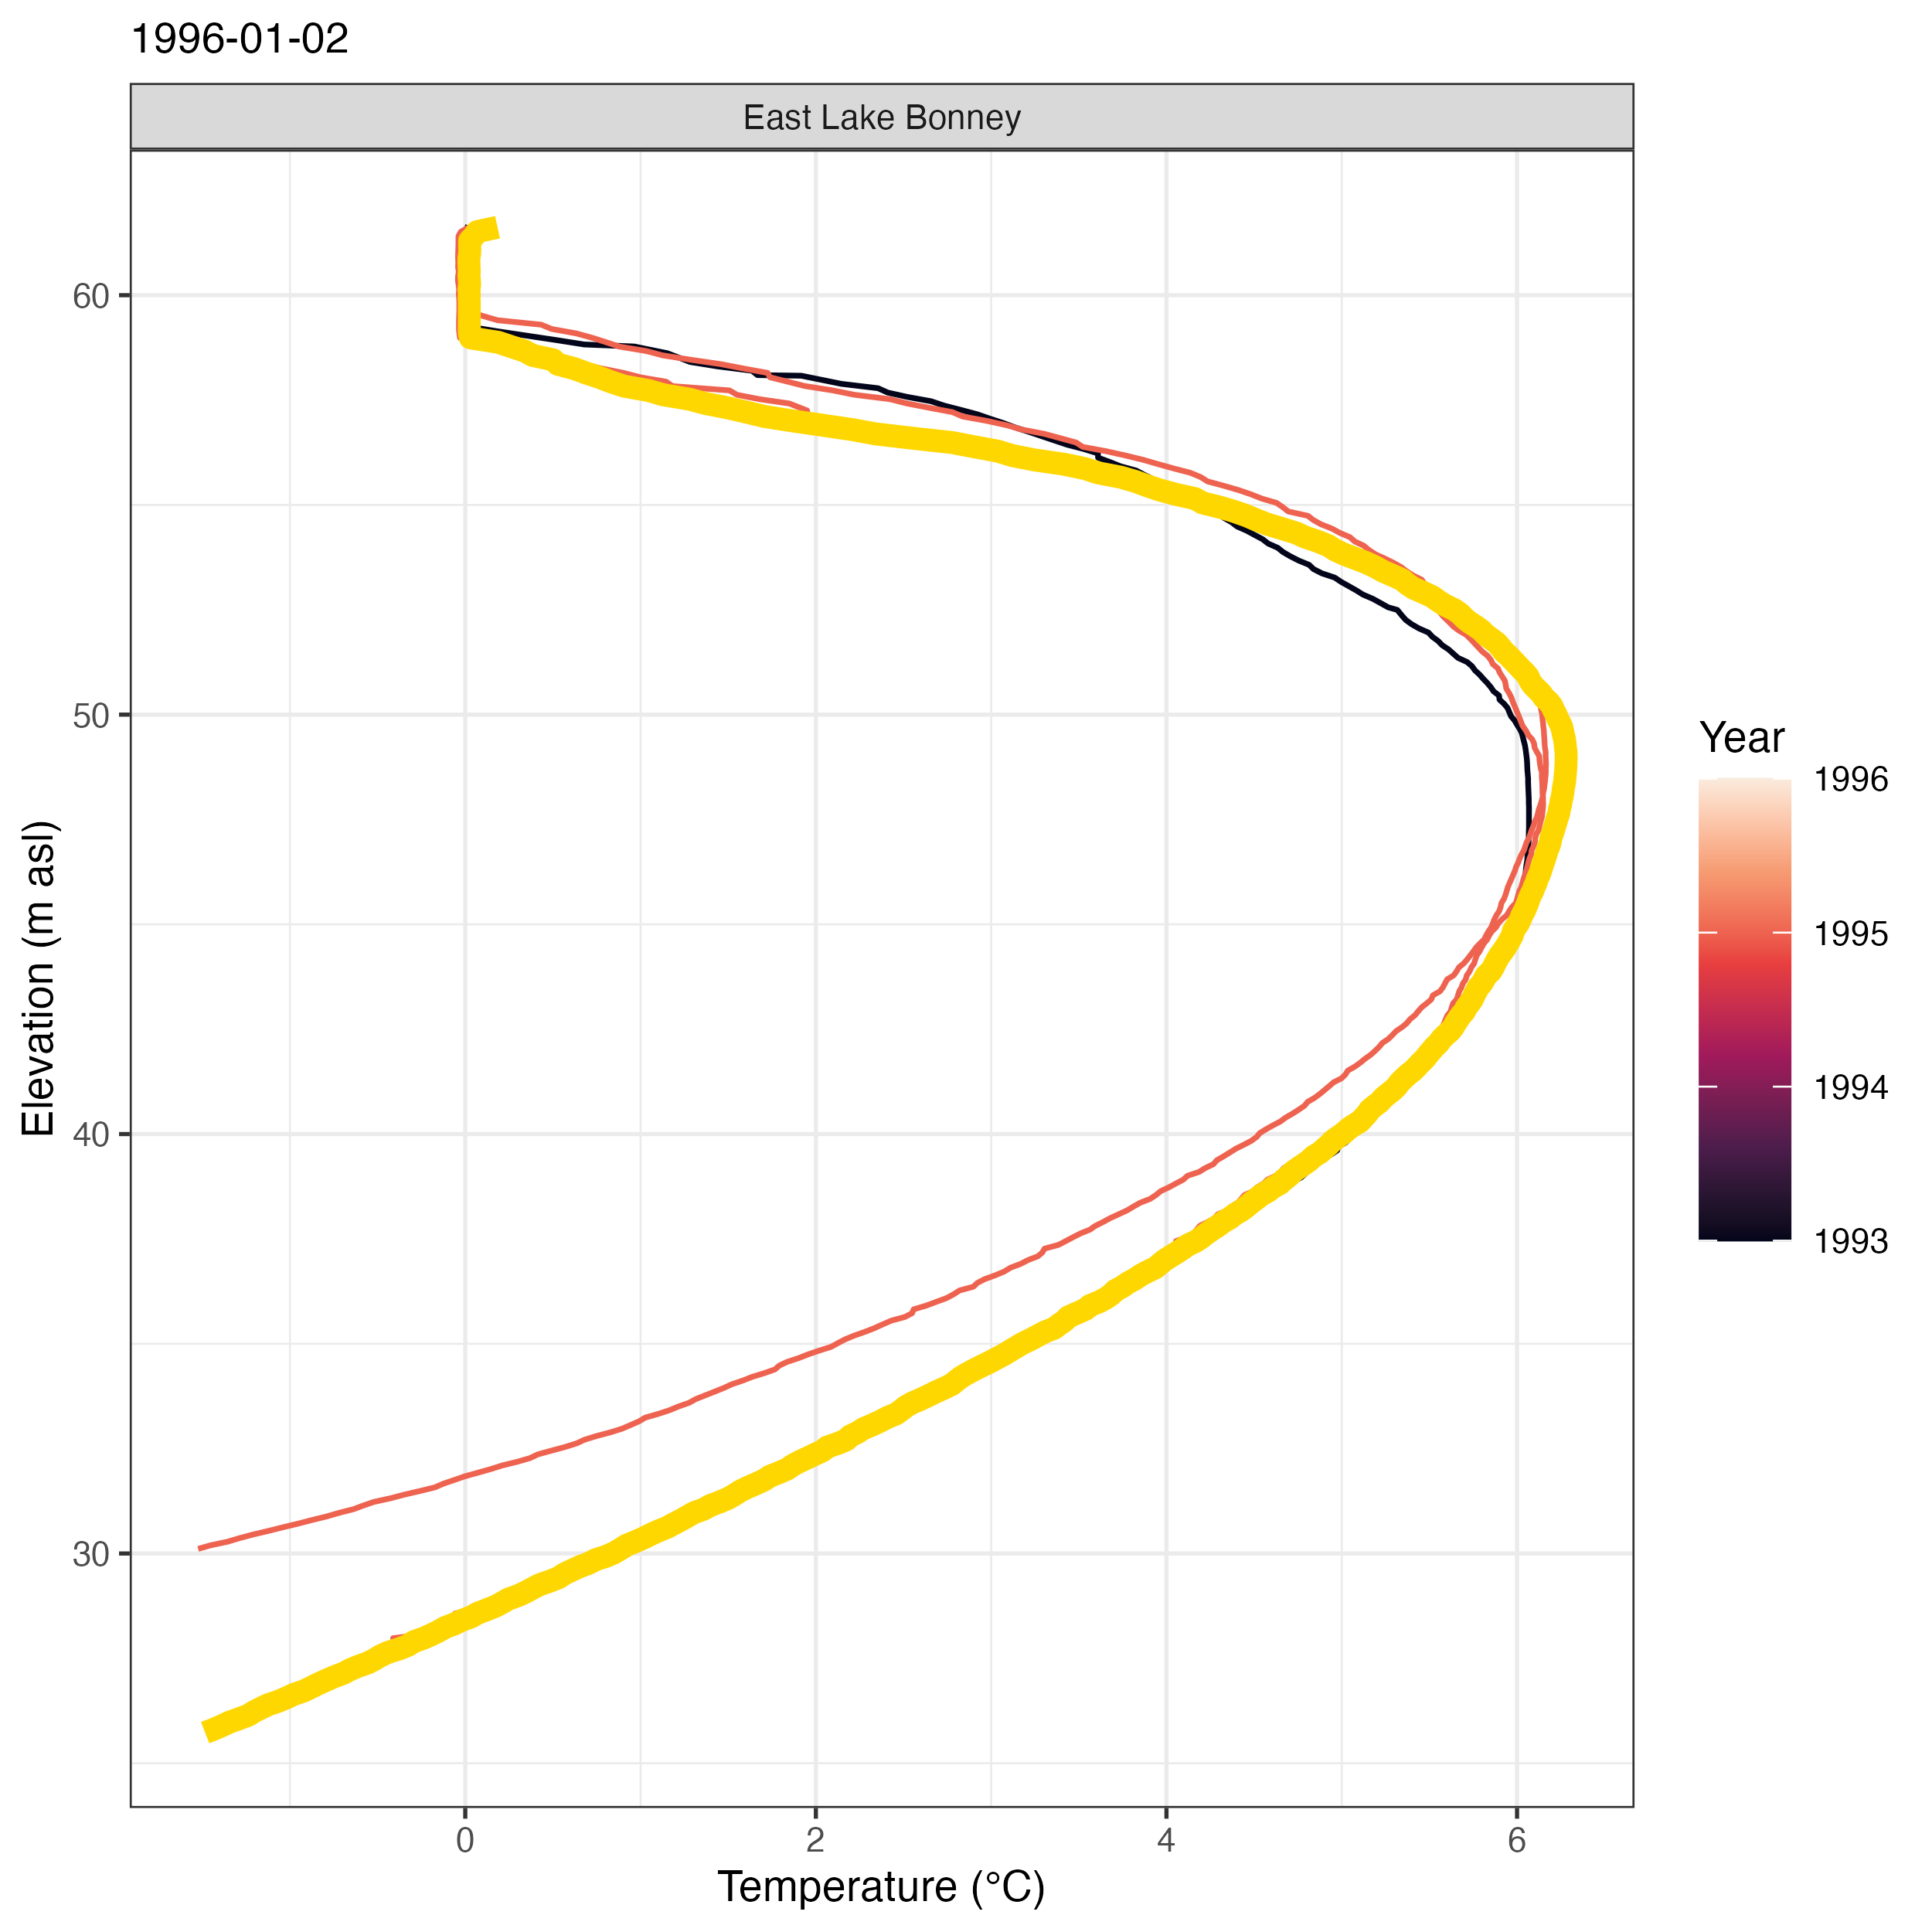 1996-01-02
East Lake Bonney
60
50
40
30
Elevation (m asl)
0 2 4 6
Temperature (°C)
Year
1996
1995
1994
1993